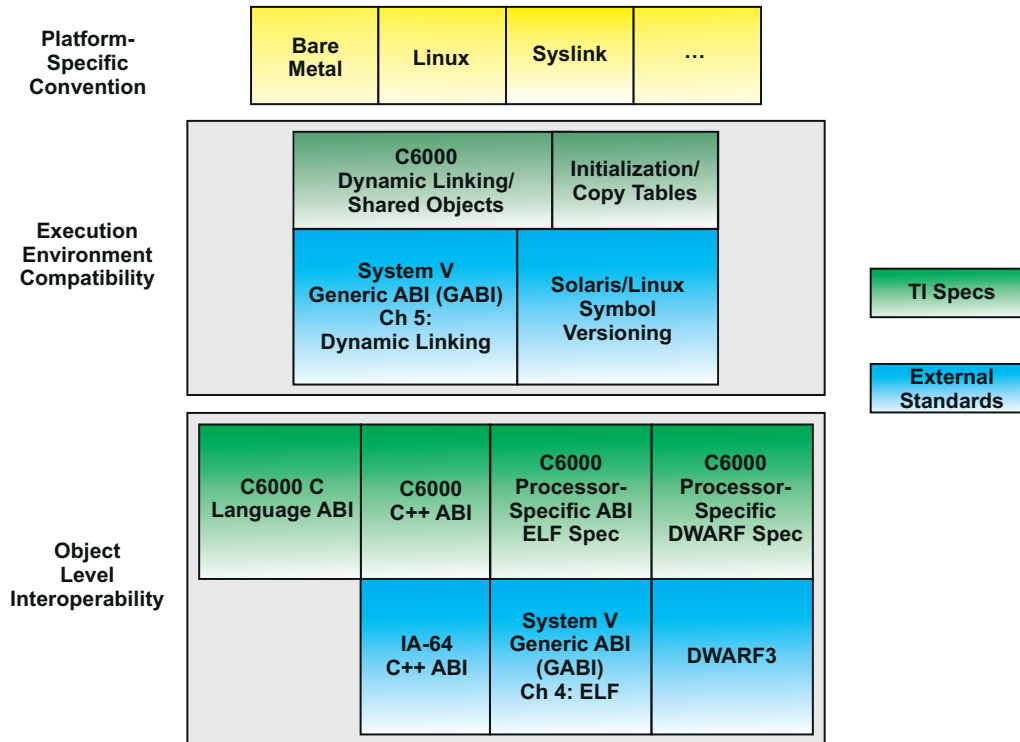 Platform-
Specific
Convention
Bare
Metal
Linux
Syslink
...
Execution
Environment
Compatibility
C6000
Dynamic Linking/
Shared Objects
Initialization/
Copy Tables
System V
Generic ABI (GABI)
Ch 5:
Dynamic Linking
Solaris/Linux
Symbol
Versioning
TI Specs
External
Standards
Object
Level
Interoperability
C6000 C
Language ABI
C6000
C++ ABI
C6000
Processor-
Specific ABI
ELF Spec
C6000
Processor-
Specific
DWARF Spec
IA-64
C++ ABI
System V
Generic ABI
(GABI)
Ch 4: ELF
DWARF3